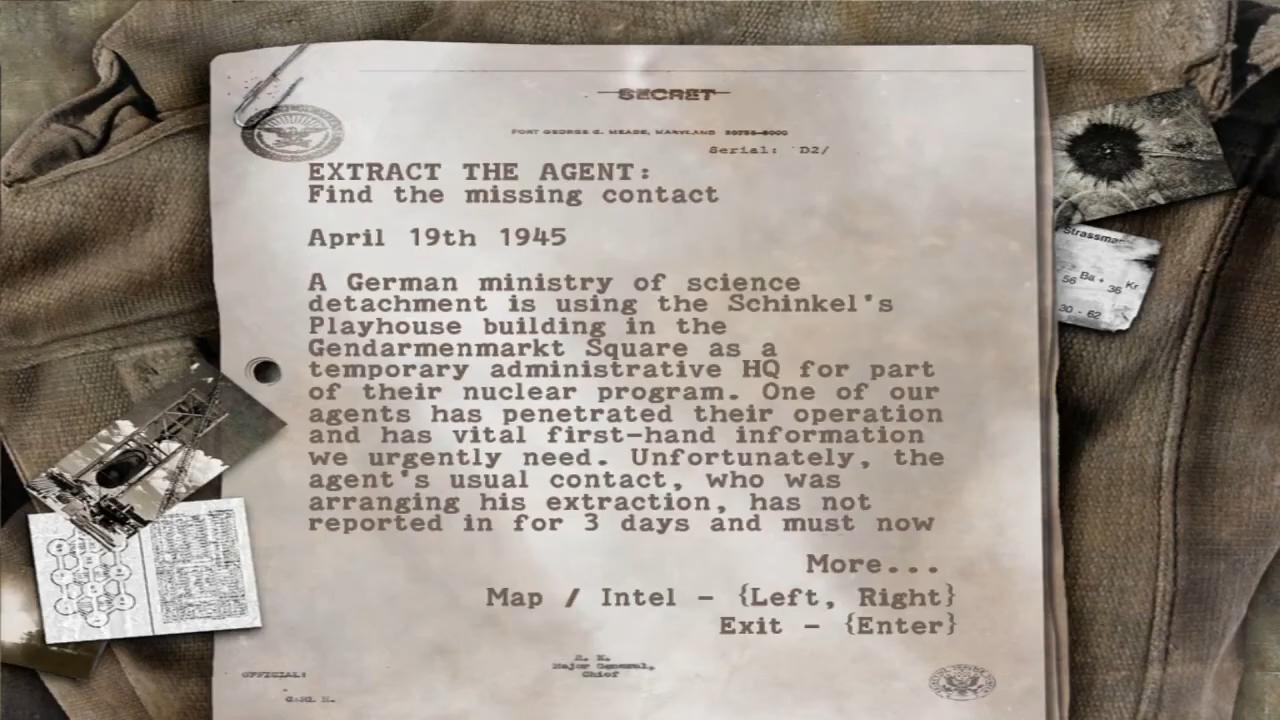 SECRET
FORT GEORGE G. MEADE, MARYLAND 20755-6000
Serial: D2/
EXTRACT THE AGENT:
Find the missing contact
April 19th 1945
A German ministry of science
detachment is using the Schinkel's
Playhouse building in the
Gendarmenmarkt Square as a
temporary administrative HQ for part
of their nuclear program. One of our
agents has penetrated their operation
and has vital first-hand information
we urgently need. Unfortunately, the
agent's usual contact, who was
arranging his extraction, has not
reported in for 3 days and must now
More...
Map / Intel - {Left, Right}
Exit - {Enter}
Major General,
Chief
OFFICIAL:
Strassma
56 Ba + 36 Kr
30 - 62